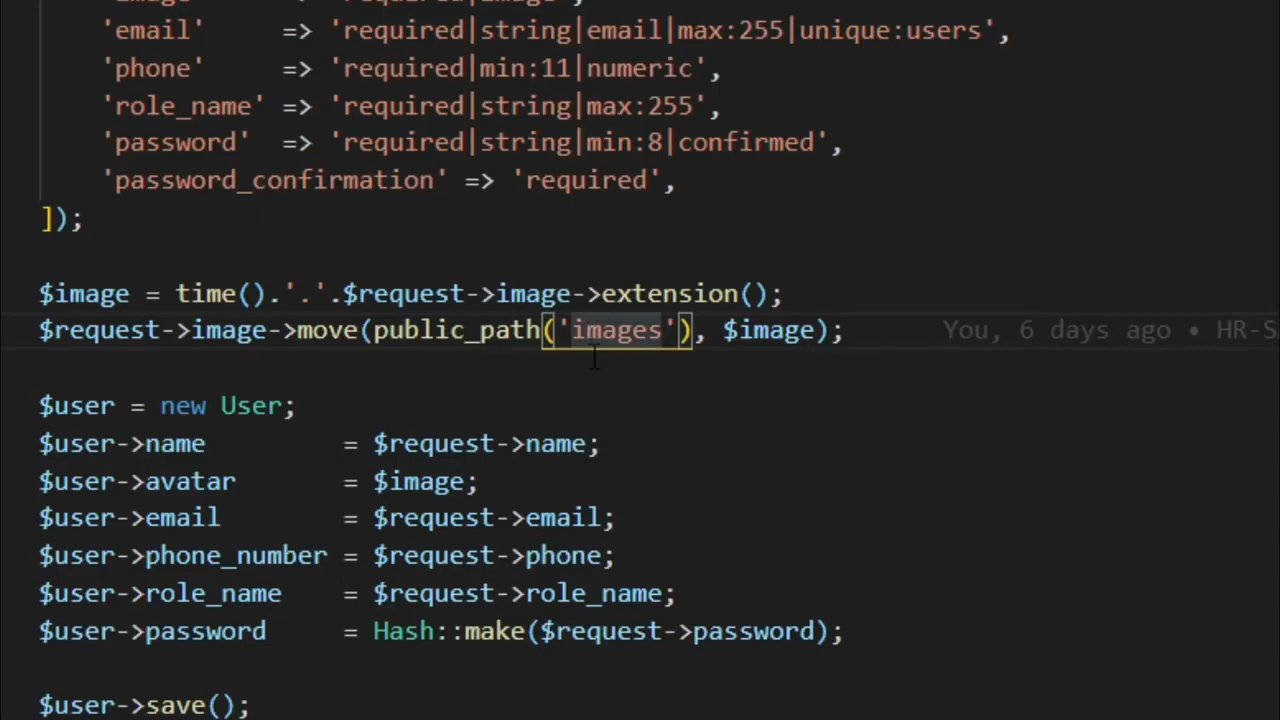 'email' => 'required|string|email|max:255|unique:users',
'phone' => 'required|min:11|numeric',
'role_name' => 'required|string|max:255',
'password' => 'required|string|min:8|confirmed',
'password_confirmation' => 'required',
]);
$image = time().'.'.$request->image->extension();
$request->image->move(public_path('images'), $image); You, 6 days ago • HR-S
$user = new User;
$user->name = $request->name;
$user->avatar = $image;
$user->email = $request->email;
$user->phone_number = $request->phone;
$user->role_name = $request->role_name;
$user->password = Hash::make($request->password);
$user->save();